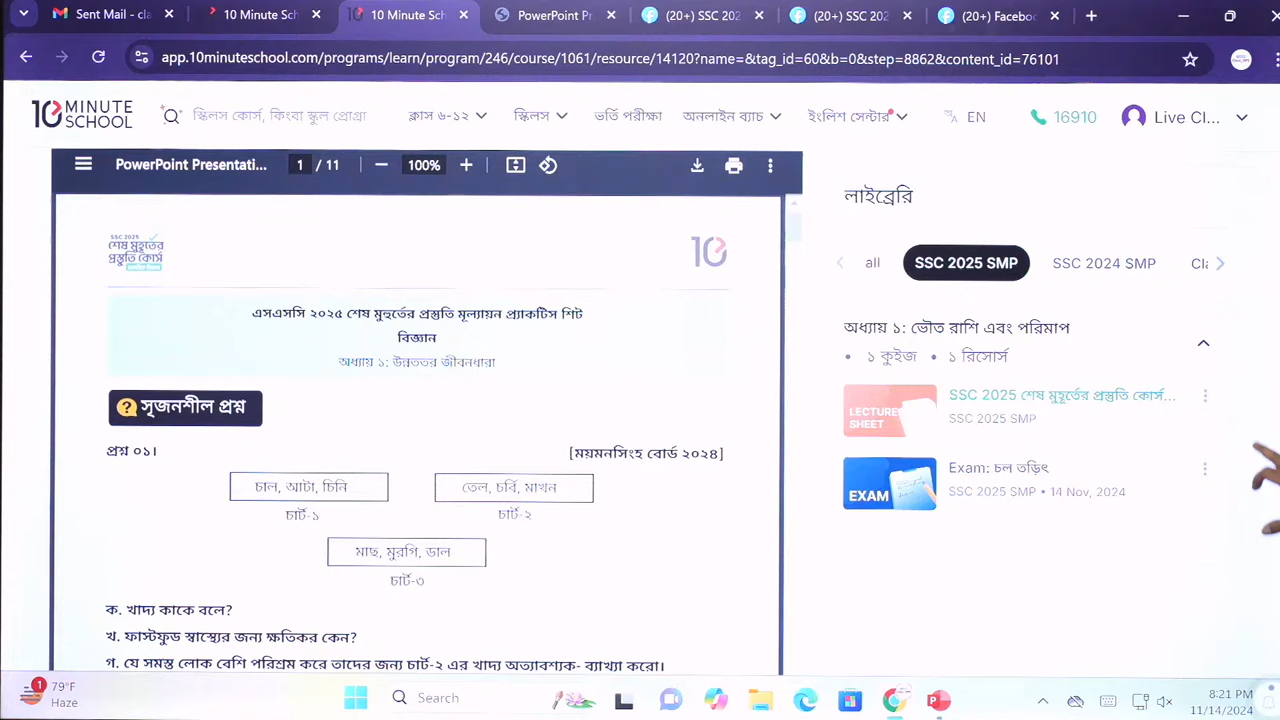 Sent Mail - cla
10 Minute Sch
10 Minute Sch
PowerPoint Pr
(20+) SSC 202
(20+) SSC 202
(20+) Faceboo
app.10minuteschool.com/programs/learn/program/246/course/1061/resource/14120?name=&tag_id=60&b=0&step=8862&content_id=76101
10 MINUTE SCHOOL
স্কিলস কোর্স, কিংবা স্কুল প্রোগ্রা
ক্লাস ৬-১২
স্কিলস
ভর্তি পরীক্ষা
অনলাইন ব্যাচ
ইংলিশ সেন্টার
EN
16910
Live Cl...
PowerPoint Presentati...
1 / 11
100%
SSC 2025
শেষ মুহূর্তের
প্রস্তুতি কোর্স
10
এসএসসি ২০২৫ শেষ মুহুর্তের প্রস্তুতি মূল্যায়ন প্র্যাকটিস শিট
বিজ্ঞান
অধ্যায় ১: উন্নততর জীবনধারা
? সৃজনশীল প্রশ্ন
প্রশ্ন ০১। [ময়মনসিংহ বোর্ড ২০২৪]
চাল, আটা, চিনি
তেল, চর্বি, মাখন
চার্ট-১
চার্ট-২
মাছ, মুরগি, ডাল
চার্ট-৩
ক. খাদ্য কাকে বলে?
খ. ফাস্টফুড স্বাস্থ্যের জন্য ক্ষতিকর কেন?
গ. যে সমস্ত লোক বেশি পরিশ্রম করে তাদের জন্য চার্ট-২ এর খাদ্য অত্যাবশ্যক- ব্যাখ্যা করো।
লাইব্রেরি
all
SSC 2025 SMP
SSC 2024 SMP
Cla
অধ্যায় ১: ভৌত রাশি এবং পরিমাপ
• ১ কুইজ • ১ রিসোর্স
LECTURE SHEET
SSC 2025 শেষ মুহূর্তের প্রস্তুতি কোর্স...
SSC 2025 SMP
EXAM
Exam: চল তড়িৎ
SSC 2025 SMP • 14 Nov, 2024
1
79°F
Haze
Search
8:21 PM
11/14/2024